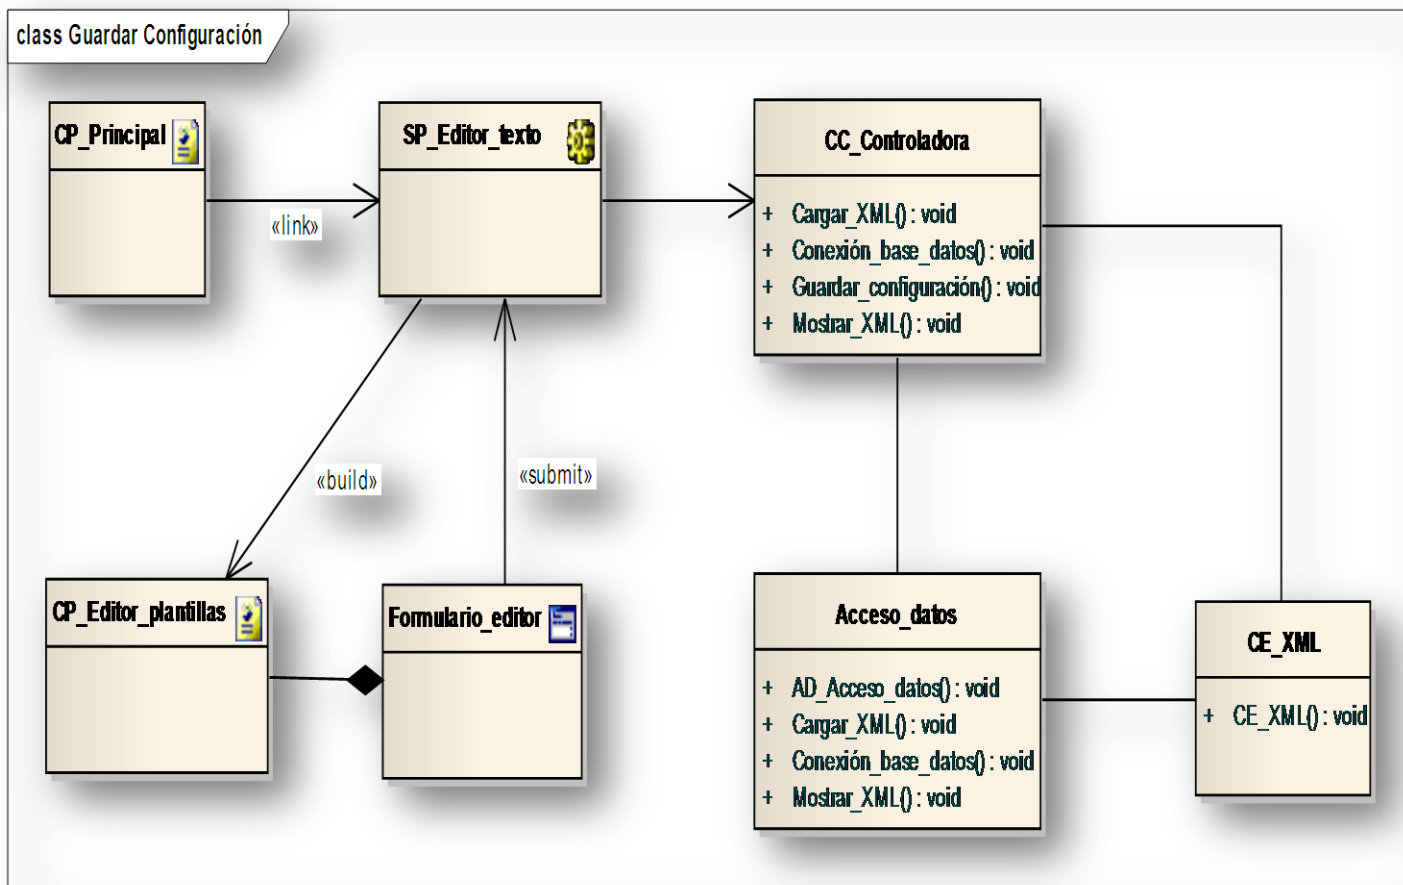 class Guardar Configuración
CP_Principal
SP_Editor_texto
CC_Controladora
+ Cargar_XML() : void
+ Conexión_base_datos() : void
+ Guardar_configuración() : void
+ Mostrar_XML() : void
«link»
«build»
«submit»
CP_Editor_plantillas
Formulario_editor
Acceso_datos
+ AD_Acceso_datos() : void
+ Cargar_XML() : void
+ Conexión_base_datos() : void
+ Mostrar_XML() : void
CE_XML
+ CE_XML() : void